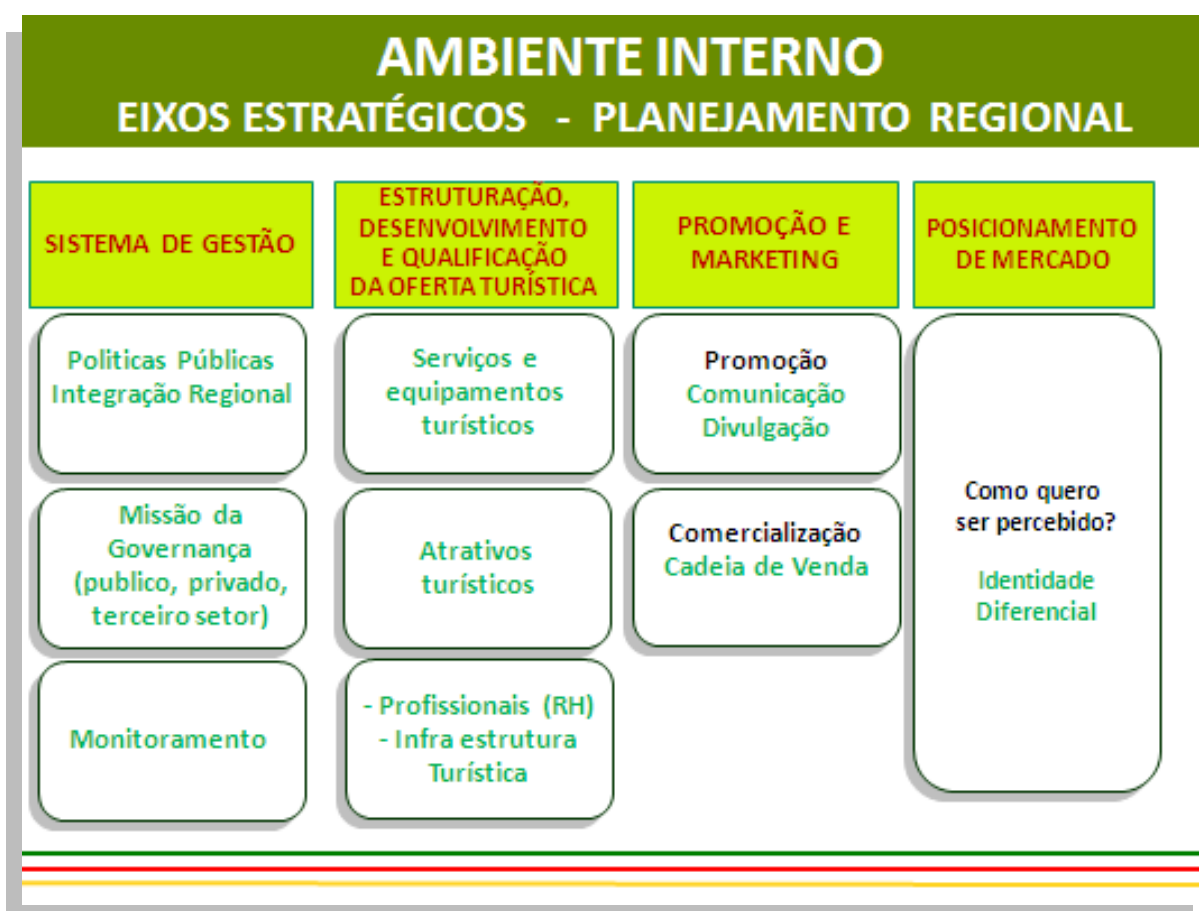 AMBIENTE INTERNO
EIXOS ESTRATÉGICOS - PLANEJAMENTO REGIONAL
SISTEMA DE GESTÃO
Politicas Públicas
Integração Regional
Missão da
Governança
(publico, privado,
terceiro setor)
Monitoramento
ESTRUTURAÇÃO,
DESENVOLVIMENTO
E QUALIFICAÇÃO
DA OFERTA TURÍSTICA
Serviços e
equipamentos
turísticos
Atrativos
turísticos
- Profissionais (RH)
- Infra estrutura
Turística
PROMOÇÃO E
MARKETING
Promoção
Comunicação
Divulgação
Comercialização
Cadeia de Venda
POSICIONAMENTO
DE MERCADO
Como quero
ser percebido?
Identidade
Diferencial